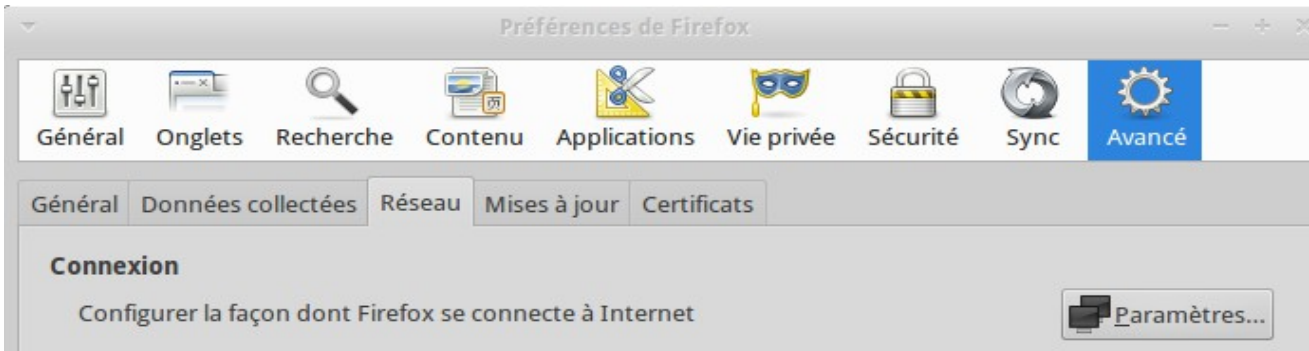 Préférences de Firefox
Général Onglets Recherche Contenu Applications Vie privée Sécurité Sync Avancé
Général Données collectées Réseau Mises à jour Certificats
Connexion
Configurer la façon dont Firefox se connecte à Internet Paramètres...